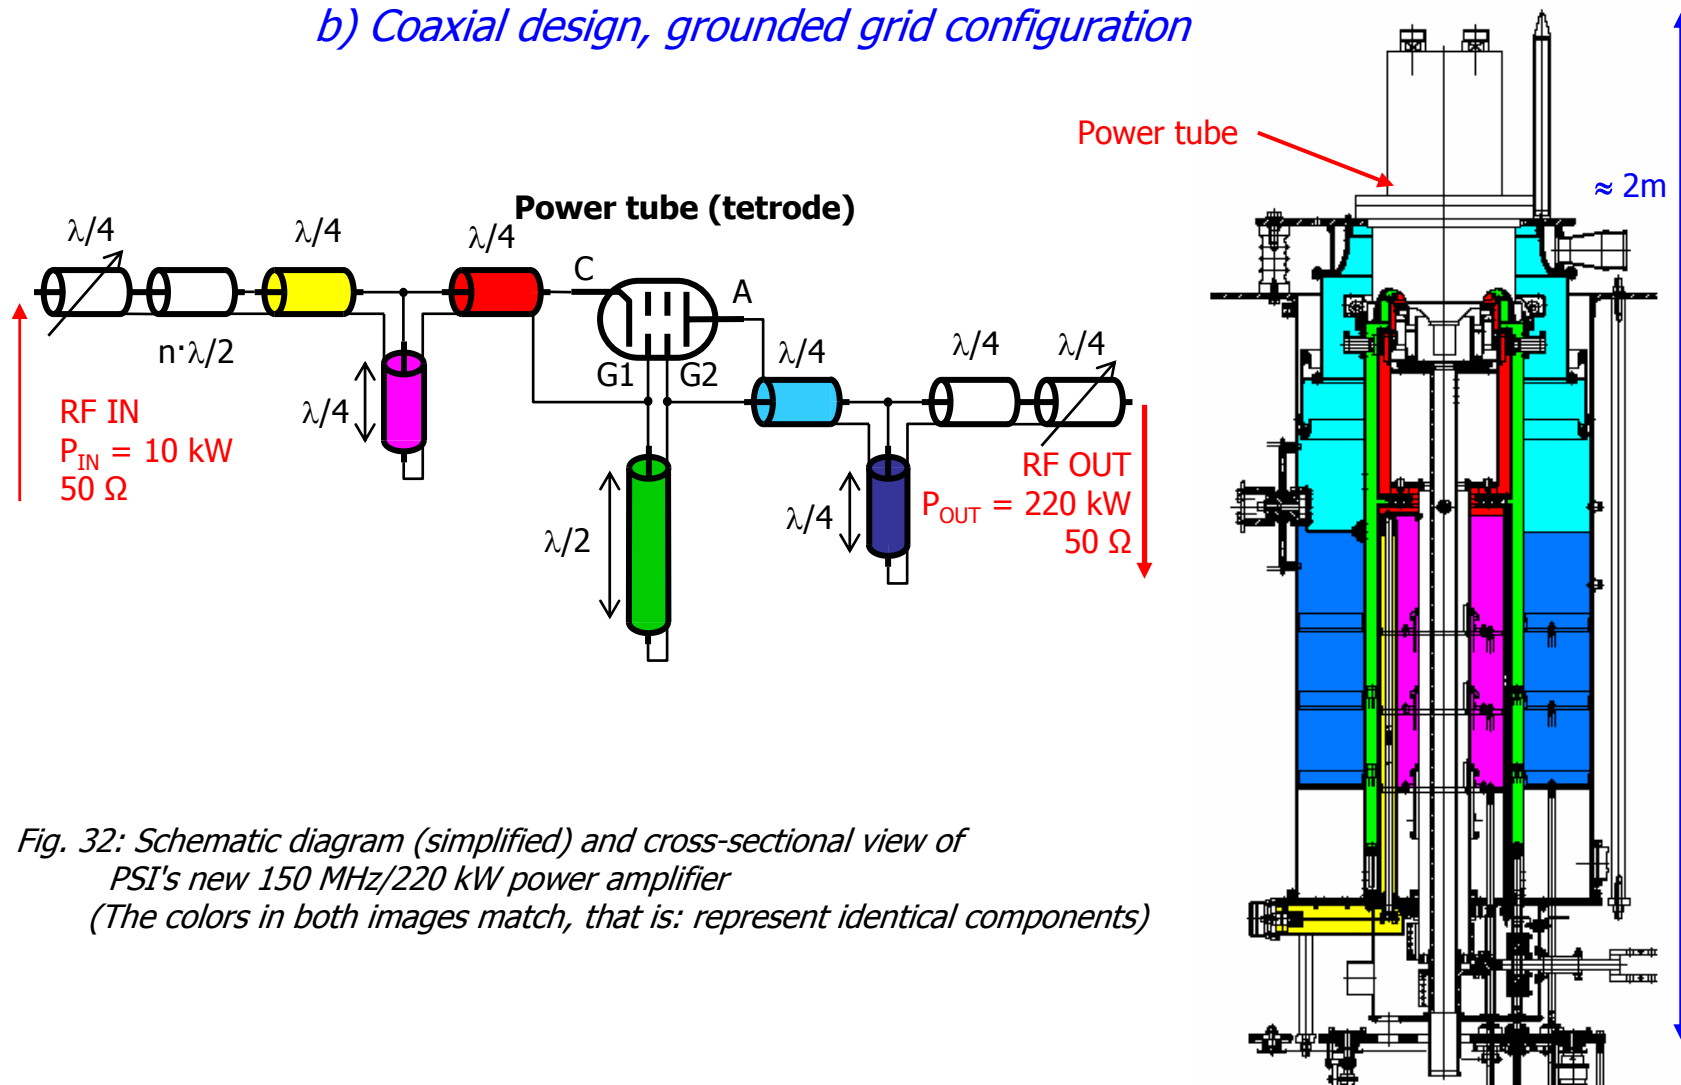 b) Coaxial design, grounded grid configuration
Power tube
≈ 2m
Power tube (tetrode)
λ/4
λ/4
λ/4
C
A
n·λ/2
G1
G2
λ/4
λ/4
λ/4
λ/4
RF IN
P_IN = 10 kW
50 Ω
λ/2
λ/4
RF OUT
P_OUT = 220 kW
50 Ω
Fig. 32: Schematic diagram (simplified) and cross-sectional view of
PSI's new 150 MHz/220 kW power amplifier
(The colors in both images match, that is: represent identical components)